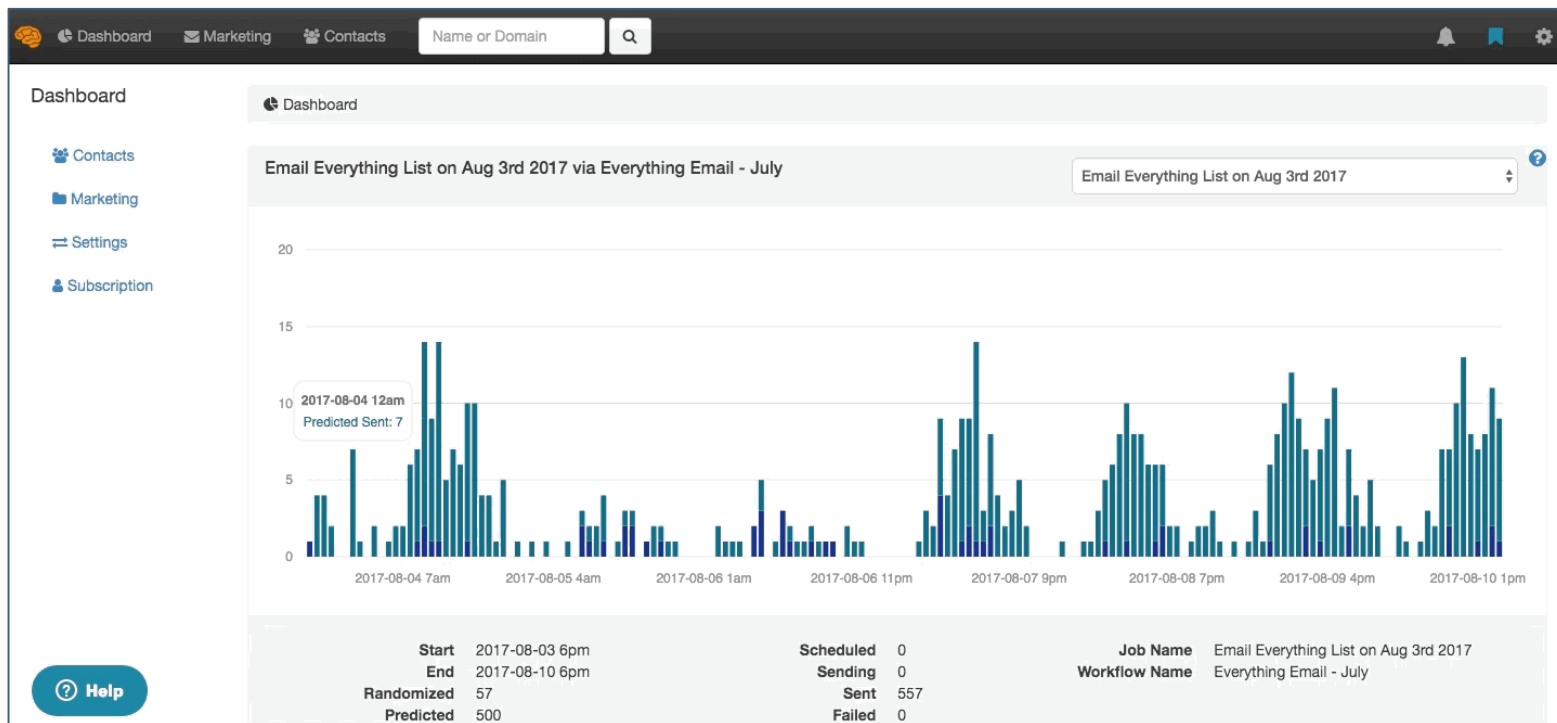 Dashboard Marketing Contacts Name or Domain
Dashboard
Contacts
Marketing
Settings
Subscription
Dashboard
Email Everything List on Aug 3rd 2017 via Everything Email - July
Email Everything List on Aug 3rd 2017
?
20
15
10
5
0
2017-08-04 12am
Predicted Sent: 7
2017-08-04 7am 2017-08-05 4am 2017-08-06 1am 2017-08-06 11pm 2017-08-07 9pm 2017-08-08 7pm 2017-08-09 4pm 2017-08-10 1pm
Start 2017-08-03 6pm
End 2017-08-10 6pm
Randomized 57
Predicted 500
Scheduled 0
Sending 0
Sent 557
Failed 0
Job Name Email Everything List on Aug 3rd 2017
Workflow Name Everything Email - July
? Help